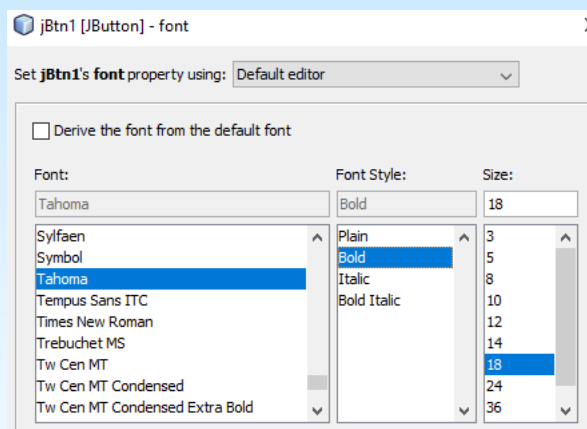 jBtn1 [JButton] - font
Set jBtn1's font property using: Default editor
Derive the font from the default font
Font: Font Style: Size:
Tahoma Bold 18
Sylfaen Plain 3
Symbol Bold 5
Tahoma Italic 8
Tempus Sans ITC Bold Italic 10
Times New Roman 12
Trebuchet MS 14
Tw Cen MT 18
Tw Cen MT Condensed 24
Tw Cen MT Condensed Extra Bold 36